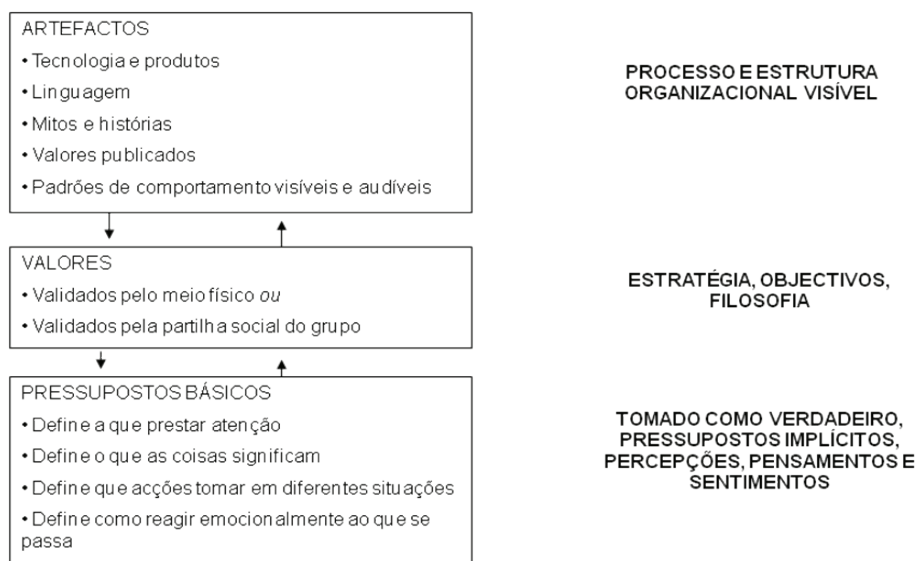 ARTEFACTOS
• Tecnologia e produtos
• Linguagem
• Mitos e histórias
• Valores publicados
• Padrões de comportamento visíveis e audíveis
PROCESSO E ESTRUTURA
ORGANIZACIONAL VISÍVEL
VALORES
• Validados pelo meio físico ou
• Validados pela partilha social do grupo
ESTRATÉGIA, OBJECTIVOS,
FILOSOFIA
PRESSUPOSTOS BÁSICOS
• Define a que prestar atenção
• Define o que as coisas significam
• Define que acções tomar em diferentes situações
• Define como reagir emocionalmente ao que se
passa
TOMADO COMO VERDADEIRO,
PRESSUPOSTOS IMPLÍCITOS,
PERCEPÇÕES, PENSAMENTOS E
SENTIMENTOS